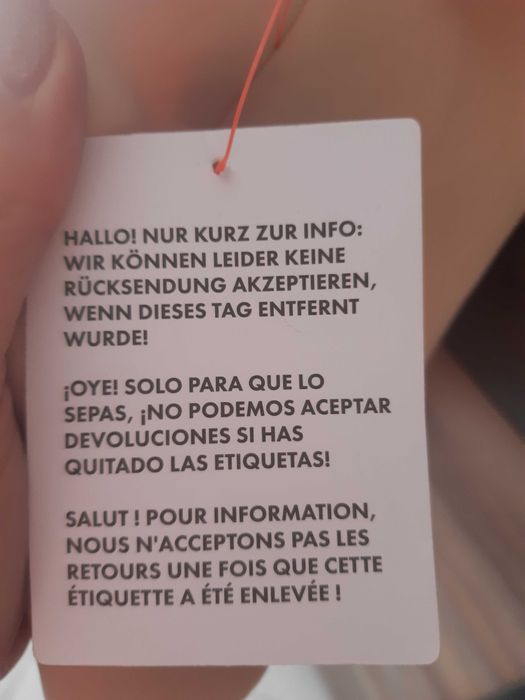 HALLO! NUR KURZ ZUR INFO:
WIR KÖNNEN LEIDER KEINE
RÜCKSENDUNG AKZEPTIEREN,
WENN DIESES TAG ENTFERNT
WURDE!
¡OYE! SOLO PARA QUE LO
SEPAS, ¡NO PODEMOS ACEPTAR
DEVOLUCIONES SI HAS
QUITADO LAS ETIQUETAS!
SALUT ! POUR INFORMATION,
NOUS N'ACCEPTONS PAS LES
RETOURS UNE FOIS QUE CETTE
ÉTIQUETTE A ÉTÉ ENLEVÉE !